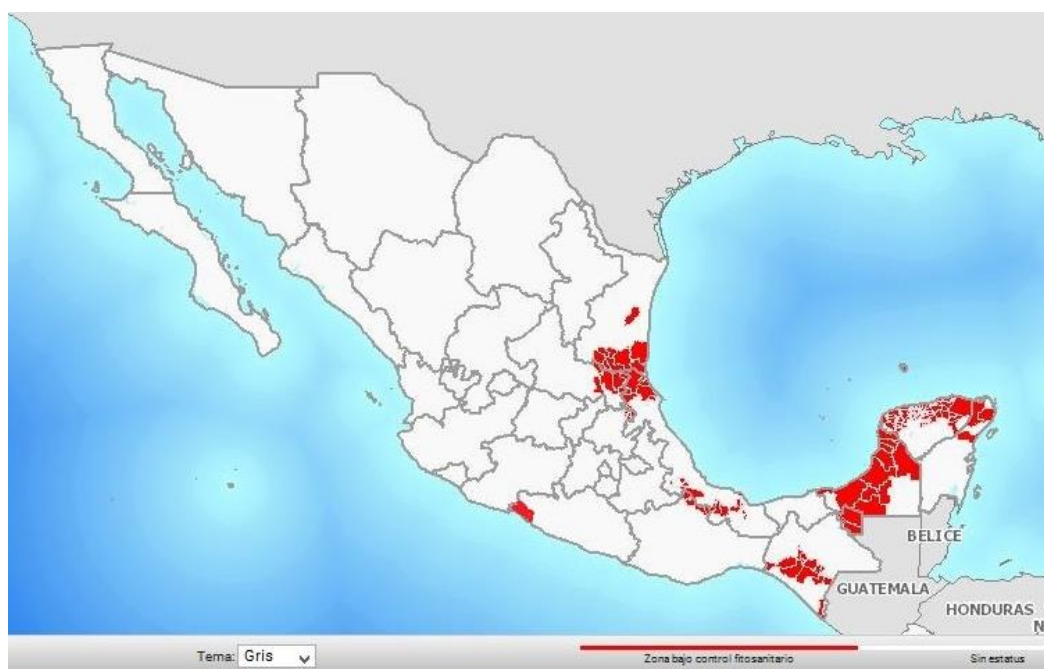 BELICE
GUATEMALA
HONDURAS
N
Tema: Gris
Zona bajo control fitosanitario
Sin estatus